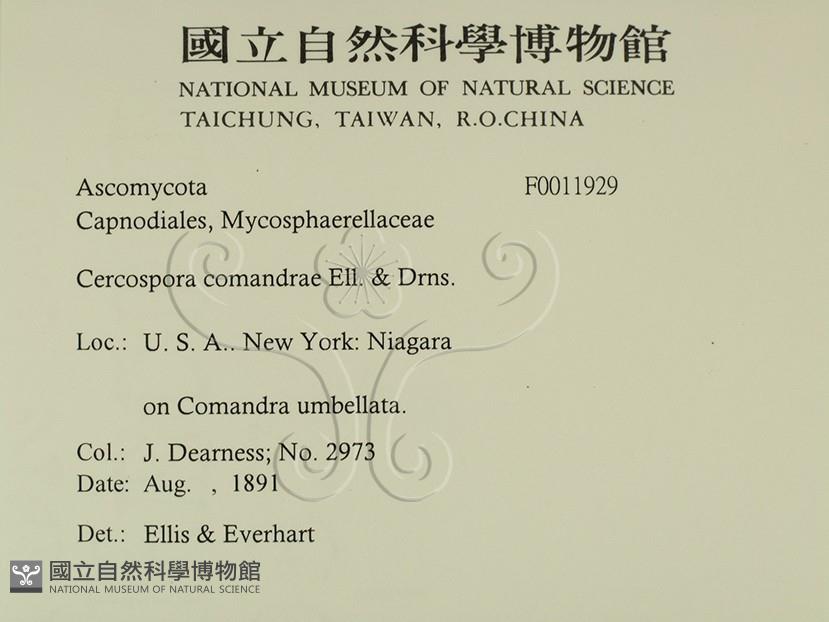 國立自然科學博物館
NATIONAL MUSEUM OF NATURAL SCIENCE
TAICHUNG, TAIWAN, R.O.CHINA
Ascomycota F0011929
Capnodiales, Mycosphaerellaceae
Cercospora comandrae Ell. & Drns.
Loc.: U. S. A.. New York: Niagara
on Comandra umbellata.
Col.: J. Dearness; No. 2973
Date: Aug. , 1891
Det.: Ellis & Everhart
國立自然科學博物館
NATIONAL MUSEUM OF NATURAL SCIENCE